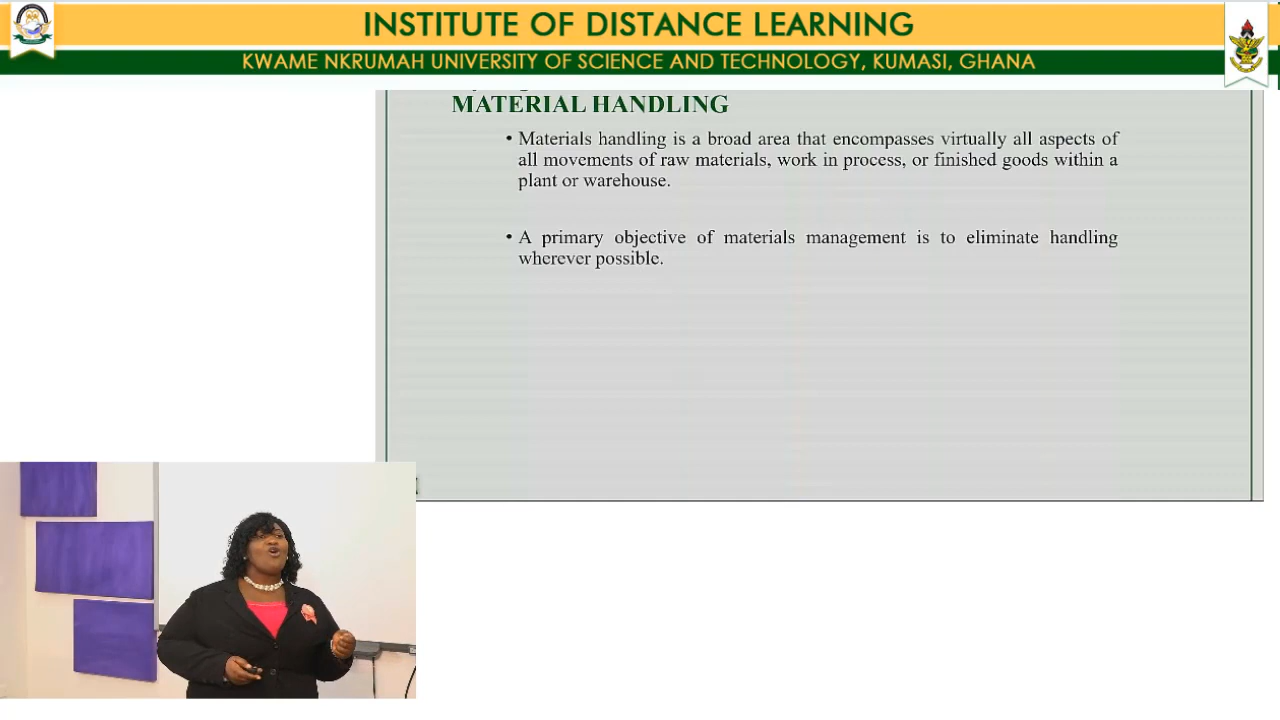 INSTITUTE OF DISTANCE LEARNING
KWAME NKRUMAH UNIVERSITY OF SCIENCE AND TECHNOLOGY, KUMASI, GHANA
MATERIAL HANDLING
• Materials handling is a broad area that encompasses virtually all aspects of
all movements of raw materials, work in process, or finished goods within a
plant or warehouse.
• A primary objective of materials management is to eliminate handling
wherever possible.